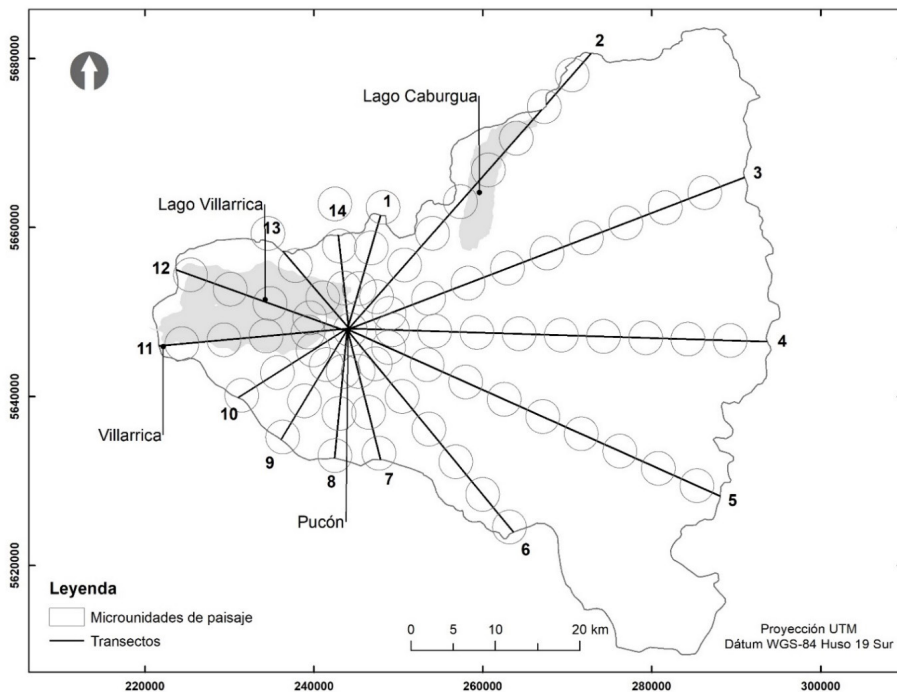 2
Lago Caburgua
3
Lago Villarrica
14
1
13
12
11
4
10
Villarrica
9
8
7
5
Pucón
6
Leyenda
Microunidades de paisaje
Transectos
0 5 10 20 km
Proyección UTM
Dátum WGS-84 Huso 19 Sur
5680000
5660000
5640000
5620000
220000 240000 260000 280000 300000